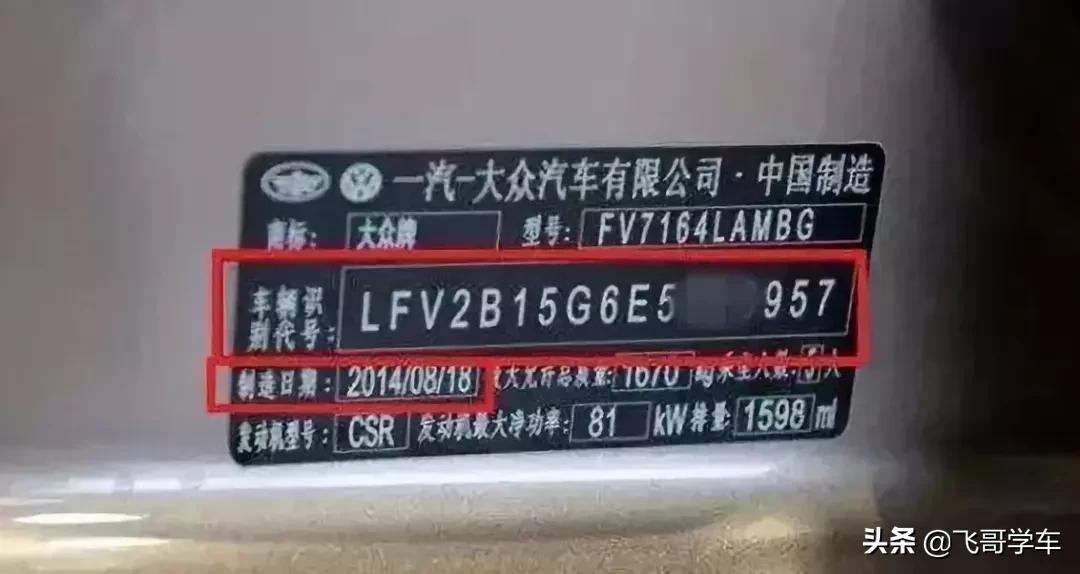 一汽-大众汽车有限公司·中国制造
商标: 大众牌 型号: FV7164LAMBG
车辆识别代号: LFV2B15G6E5 957
制造日期: 2014/08/18 1670 5人
发动机型号: CSR 发动机最大净功率: 81 kW 排量: 1598 ml
头条 @飞哥学车